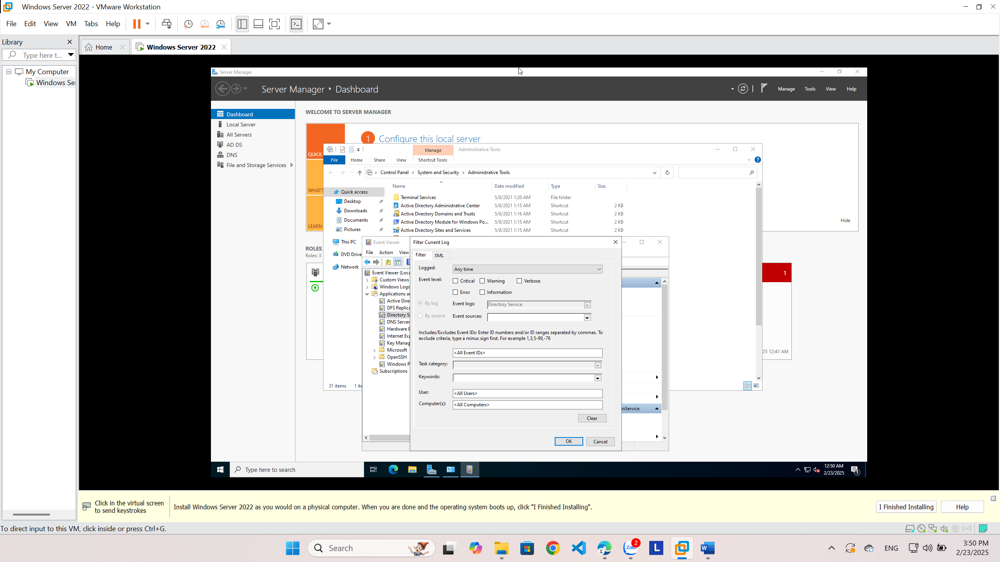 Windows Server 2022 - VMware Workstation
File Edit View VM Tabs Help
Library
Type here t...
My Computer
Windows Ser
Home
Windows Server 2022
Server Manager
Server Manager Dashboard
Manage Tools View Help
Dashboard
Local Server
All Servers
AD DS
DNS
File and Storage Services
WELCOME TO SERVER MANAGER
1 Configure this local server
QUICK
WHAT'S
LEARN
Hide
ROLES
Roles: 3
1
25 12:41 AM
Manage Administrative Tools
File Home Share View Shortcut Tools
Control Panel System and Security Administrative Tools
Name Date modified Type Size
Quick access
Desktop
Downloads
Documents
Pictures
This PC
DVD Drive
Network
Terminal Services 5/8/2021 1:20 AM File folder
Active Directory Administrative Center 5/8/2021 1:15 AM Shortcut 2 KB
Active Directory Domains and Trusts 5/8/2021 1:16 AM Shortcut 2 KB
Active Directory Module for Windows Po... 5/8/2021 1:15 AM Shortcut 2 KB
Active Directory Sites and Services 5/8/2021 1:15 AM Shortcut 2 KB
31 items 1 ite
Event Viewer
File Action View
Event Viewer (Loca
Custom Views
Windows Logs
Applications an
Active Direc
DFS Replica
Directory Se
DNS Server
Hardware E
Internet Exp
Key Manag
Microsoft
OpenSSH
Windows P
Subscriptions
inService
Filter Current Log
Filter XML
Logged: Any time
Event level: Critical Warning Verbose
Error Information
By log Event logs: Directory Service
By source Event sources:
Includes/Excludes Event IDs: Enter ID numbers and/or ID ranges separated by commas. To
exclude criteria, type a minus sign first. For example 1,3,5-99,-76
<All Event IDs>
Task category:
Keywords:
User: <All Users>
Computer(s): <All Computers>
Clear
OK Cancel
Type here to search
12:50 AM
2/23/2025
1
Click in the virtual screen
to send keystrokes
Install Windows Server 2022 as you would on a physical computer. When you are done and the operating system boots up, click "I Finished Installing".
I Finished Installing Help
To direct input to this VM, click inside or press Ctrl+G.
Search
Zalo 2
L
W
ENG
3:50 PM
2/23/2025